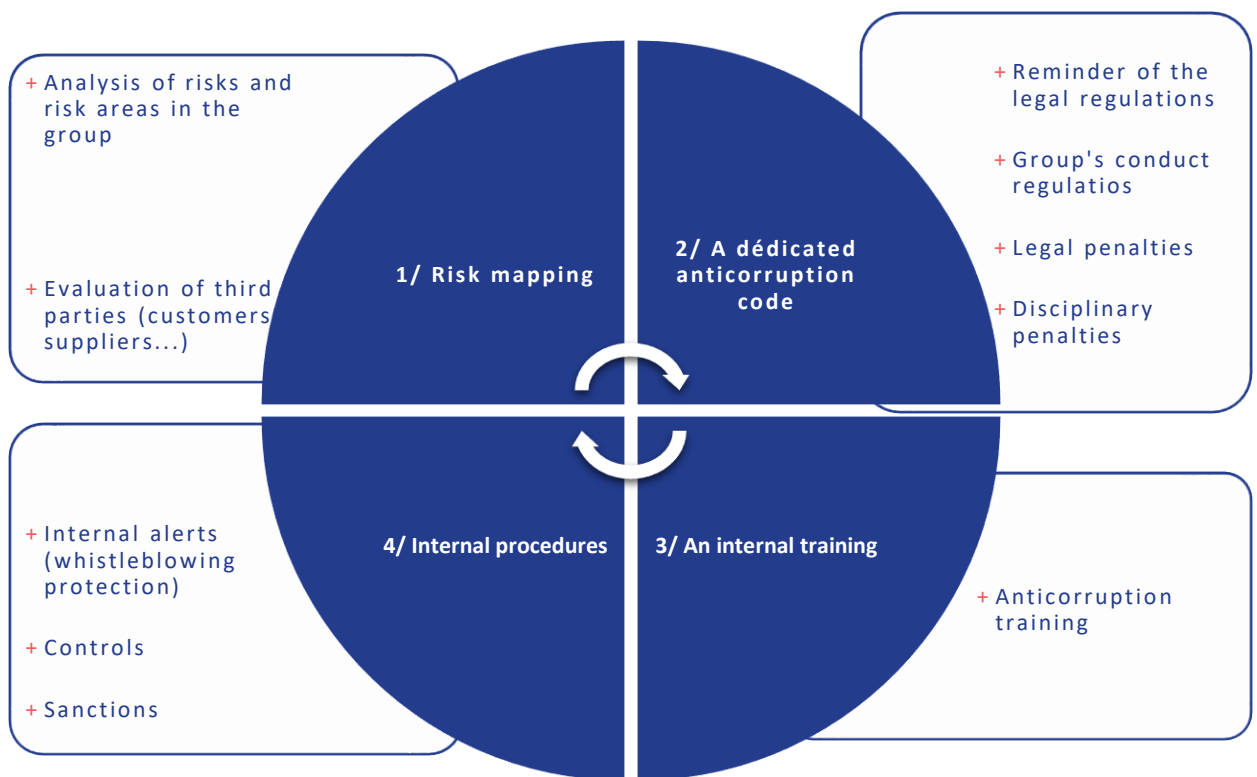 + Analysis of risks and
risk areas in the
group
+ Evaluation of third
parties (customers
suppliers...)
1/ Risk mapping
2/ A dédicated
anticorruption
code
+ Reminder of the
legal regulations
+ Group's conduct
regulatios
+ Legal penalties
+ Disciplinary
penalties
+ Internal alerts
(whistleblowing
protection)
+ Controls
+ Sanctions
4/ Internal procedures
3/ An internal training
+ Anticorruption
training